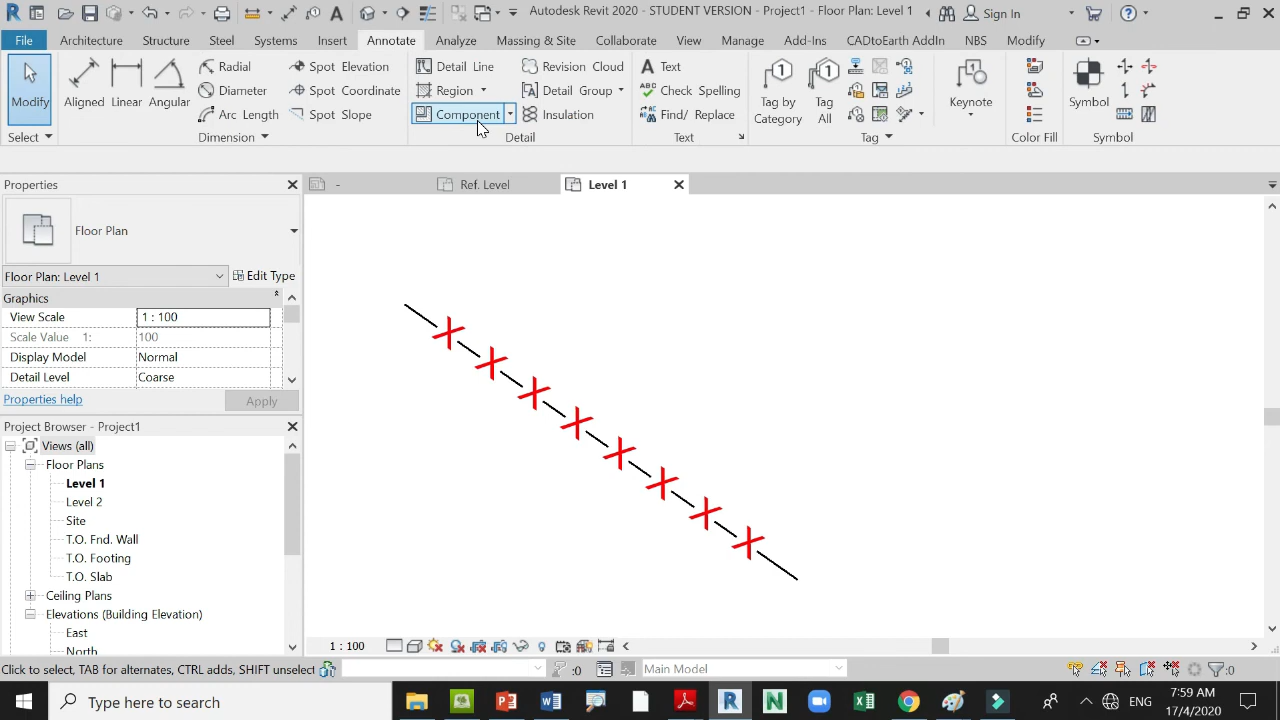 Autodesk Revit 2020 - STUDENT VERSION - Project1 - Floor Plan: Level 1
Sign In
File Architecture Structure Steel Systems Insert Annotate Analyze Massing & Site Collaborate View Manage Add-Ins CADtoEarth AddIn NBS Modify
Modify
Select
Aligned
Linear
Angular
Radial
Diameter
Arc Length
Spot Elevation
Spot Coordinate
Spot Slope
Dimension
Detail Line
Region
Component
Revision Cloud
Detail Group
Insulation
Detail
Text
Check Spelling
Find/ Replace
Text
Tag by Category
Tag All
Tag
Keynote
Color Fill
Symbol
Symbol
Properties
-
Ref. Level
Level 1
Floor Plan
Floor Plan: Level 1
Edit Type
Graphics
View Scale 1 : 100
Scale Value 1: 100
Display Model Normal
Detail Level Coarse
Properties help
Apply
Project Browser - Project1
Views (all)
Floor Plans
Level 1
Level 2
Site
T.O. Fnd. Wall
T.O. Footing
T.O. Slab
Ceiling Plans
Elevations (Building Elevation)
East
North
1 : 100
Click to select, TAB for alternates, CTRL adds, SHIFT unselect
:0
Main Model
:0
Type here to search
ENG
7:59 AM
17/4/2020